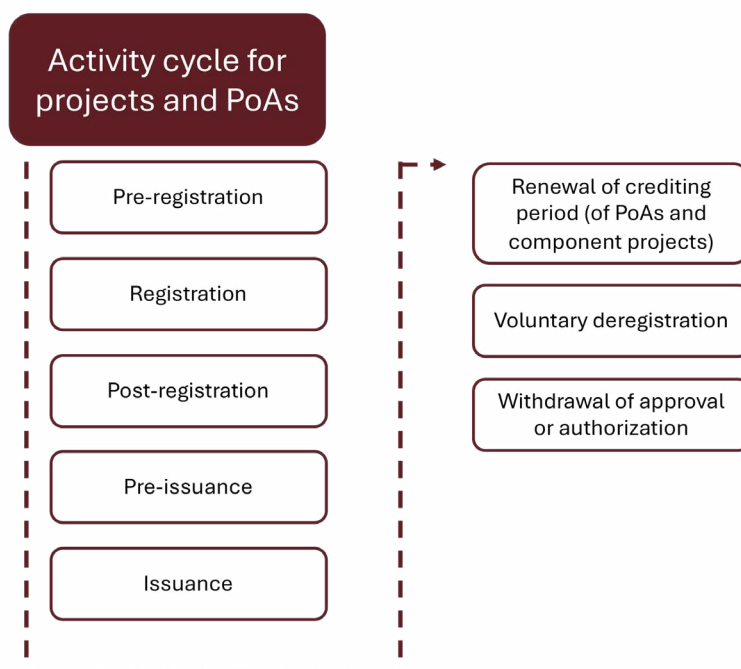 Activity cycle for
projects and PoAs
Pre-registration
Registration
Post-registration
Pre-issuance
Issuance
Renewal of crediting
period (of PoAs and
component projects)
Voluntary deregistration
Withdrawal of approval
or authorization